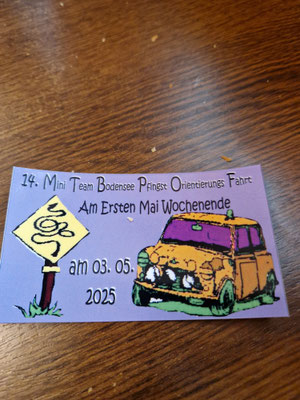 14. Mini Team Bodensee Pfingst Orientierungs Fahrt
Am Ersten Mai Wochenende
am 03. 05.
2025